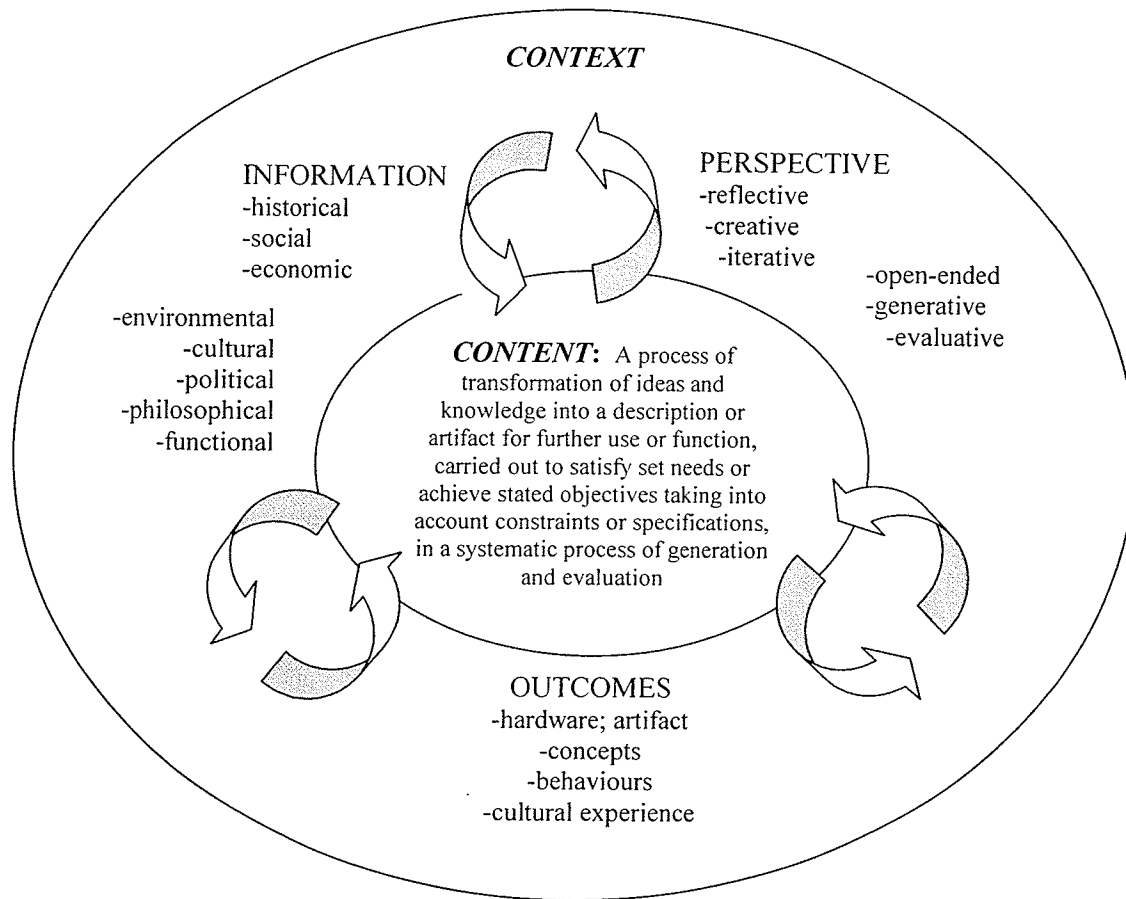 CONTEXT
INFORMATION
-historical
-social
-economic
-environmental
-cultural
-political
-philosophical
-functional
PERSPECTIVE
-reflective
-creative
-iterative
-open-ended
-generative
-evaluative
CONTENT: A process of
transformation of ideas and
knowledge into a description or
artifact for further use or function,
carried out to satisfy set needs or
achieve stated objectives taking into
account constraints or specifications,
in a systematic process of generation
and evaluation
OUTCOMES
-hardware; artifact
-concepts
-behaviours
-cultural experience